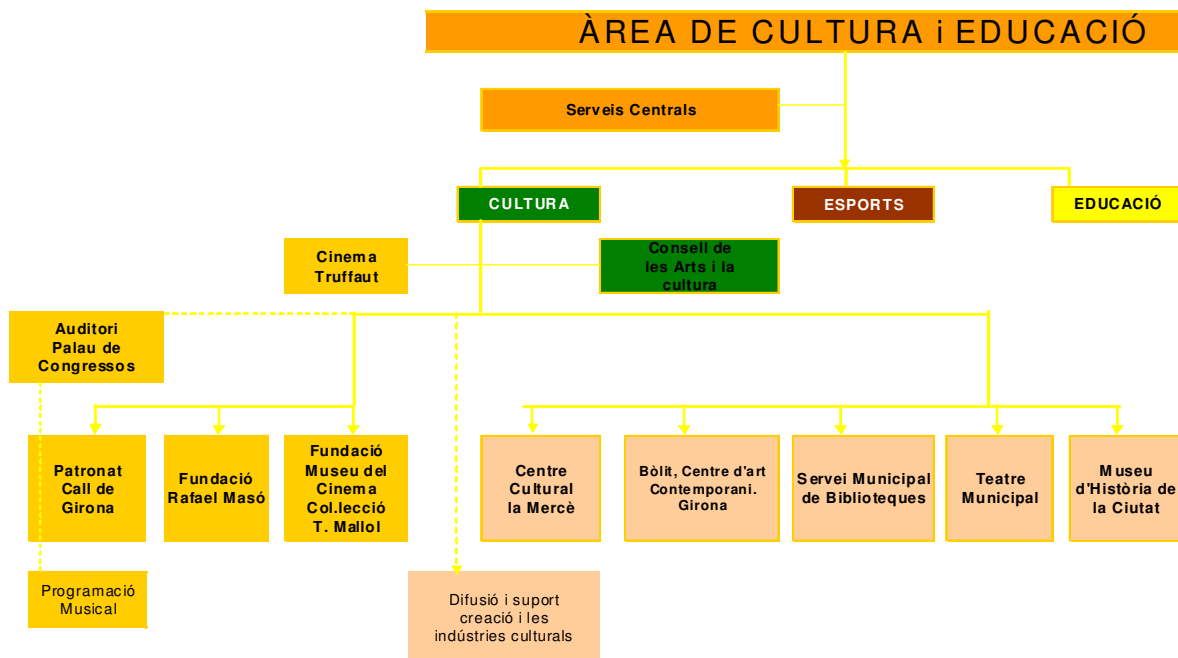 ÀREA DE CULTURA i EDUCACIÓ
Serveis Centrals
CULTURA
ESPORTS
EDUCACIÓ
Cinema
Truffaut
Consell de
les Arts i la
cultura
Auditori
Palau de
Congressos
Patronat
Call de
Girona
Fundació
Rafael Masó
Fundació
Museu del
Cinema
Col.lecció
T. Mallol
Centre
Cultural
la Mercè
Bòlit, Centre d'art
Contemporani.
Girona
Servei Municipal
de Biblioteques
Teatre
Municipal
Museu
d'Història de
la Ciutat
Programació
Musical
Difusió i suport
creació i les
indústries culturals